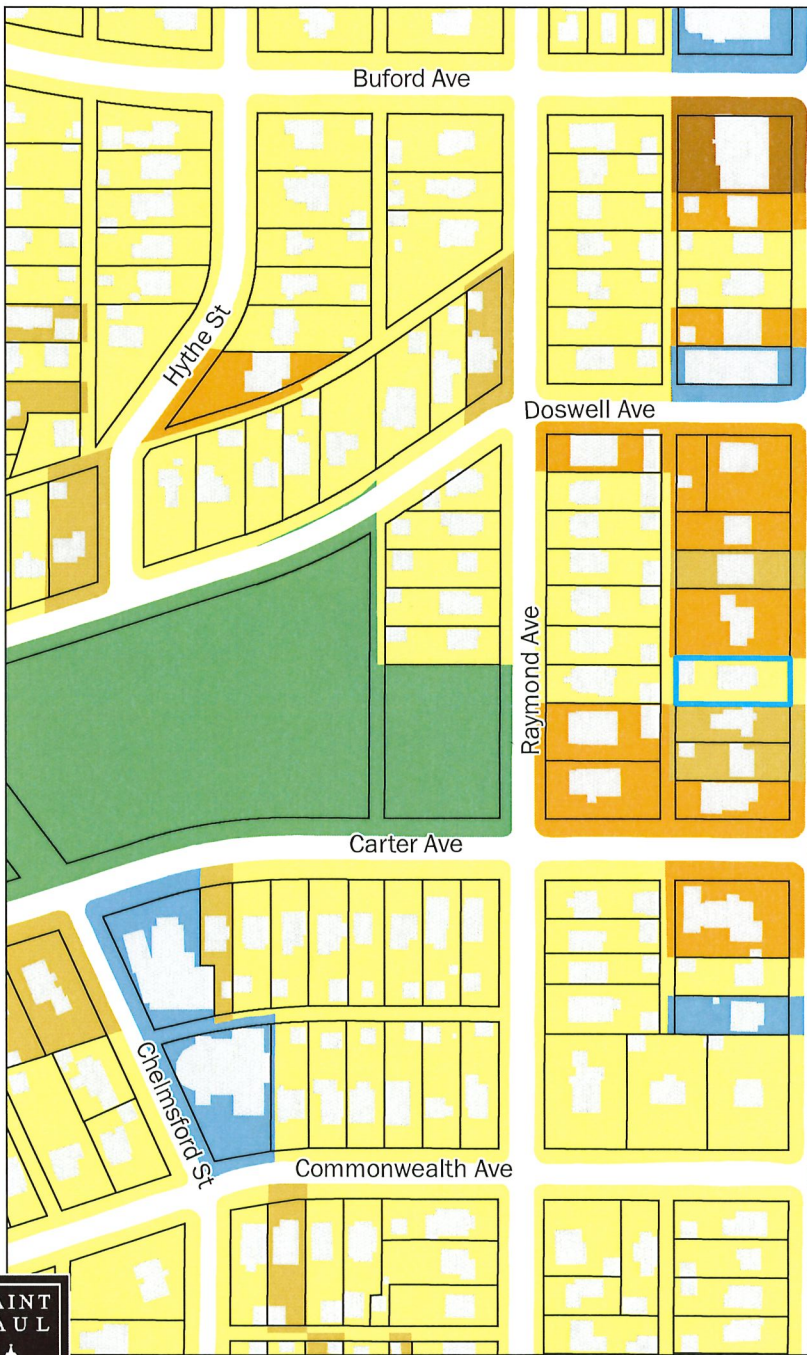 Buford Ave
Hythe St
Doswell Ave
Raymond Ave
Carter Ave
Chelmsford St
Commonwealth Ave
AINT
AUL